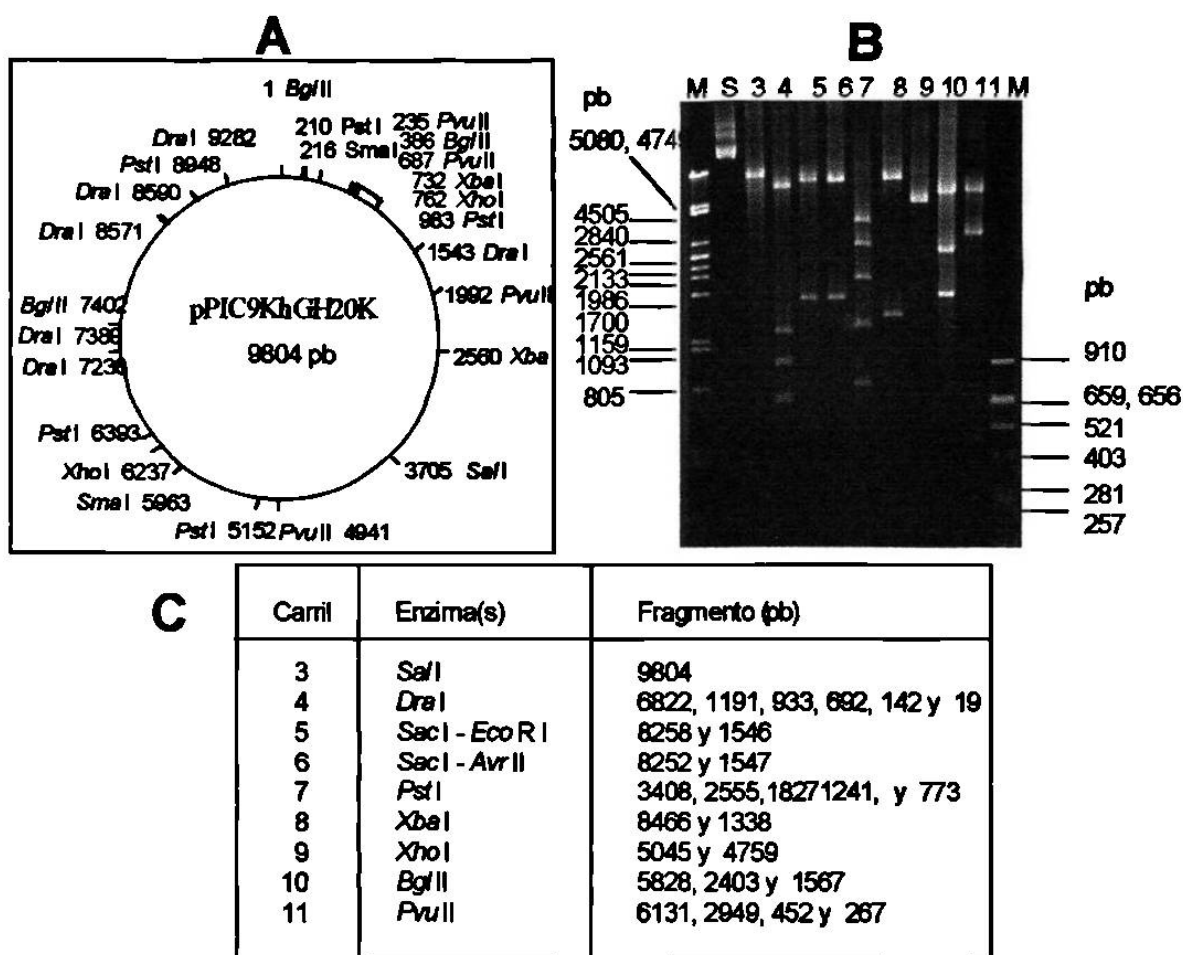 A
B
1 BglII
210 PstI 235 PvuII
216 SmaI 386 BglII
687 PvuII
732 XbaI
762 XhoI
983 PstI
1543 DraI
1992 PvuII
2560 Xba
3705 SalI
PvuII 4941
PstI 5152
SmaI 5963
XhoI 6237
PstI 6393
DraI 7238
DraI 7386
BglII 7402
DraI 8571
DraI 8590
PstI 8948
DraI 9282
pPIC9KhGH20K
9804 pb
M S 3 4 5 6 7 8 9 10 11 M
pb
5080, 4749
4505
2840
2561
2133
1986
1700
1159
1093
805
pb
910
659, 656
521
403
281
257
C
Carril Enzima(s) Fragmento (pb)
3 SalI 9804
4 DraI 6822, 1191, 933, 692, 142 y 19
5 SacI - EcoRI 8258 y 1546
6 SacI - AvrII 8252 y 1547
7 PstI 3408, 2555,18271241, y 773
8 XbaI 8466 y 1338
9 XhoI 5045 y 4759
10 BglII 5828, 2403 y 1567
11 PvuII 6131, 2949, 452 y 267